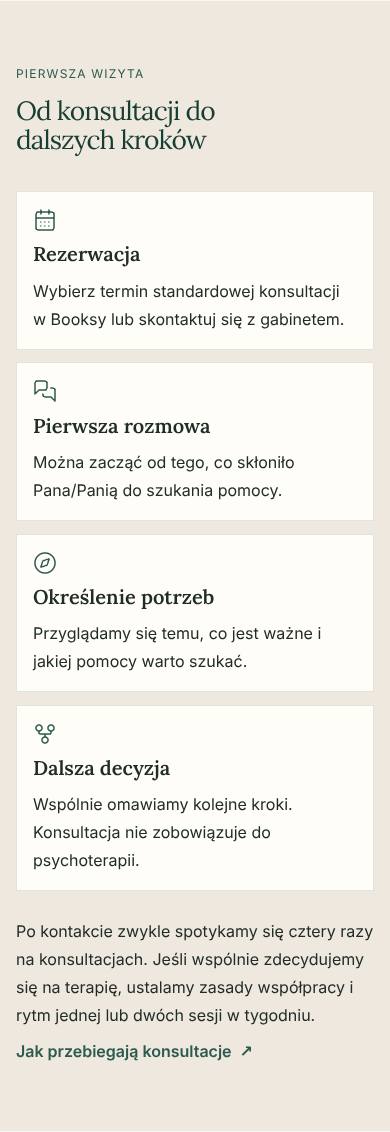 PIERWSZA WIZYTA
Od konsultacji do
dalszych kroków
Rezerwacja
Wybierz termin standardowej konsultacji
w Booksy lub skontaktuj się z gabinetem.
Pierwsza rozmowa
Można zacząć od tego, co skłoniło
Pana/Panią do szukania pomocy.
Określenie potrzeb
Przyglądamy się temu, co jest ważne i
jakiej pomocy warto szukać.
Dalsza decyzja
Wspólnie omawiamy kolejne kroki.
Konsultacja nie zobowiązuje do
psychoterapii.
Po kontakcie zwykle spotykamy się cztery razy
na konsultacjach. Jeśli wspólnie zdecydujemy
się na terapię, ustalamy zasady współpracy i
rytm jednej lub dwóch sesji w tygodniu.
Jak przebiegają konsultacje ↗